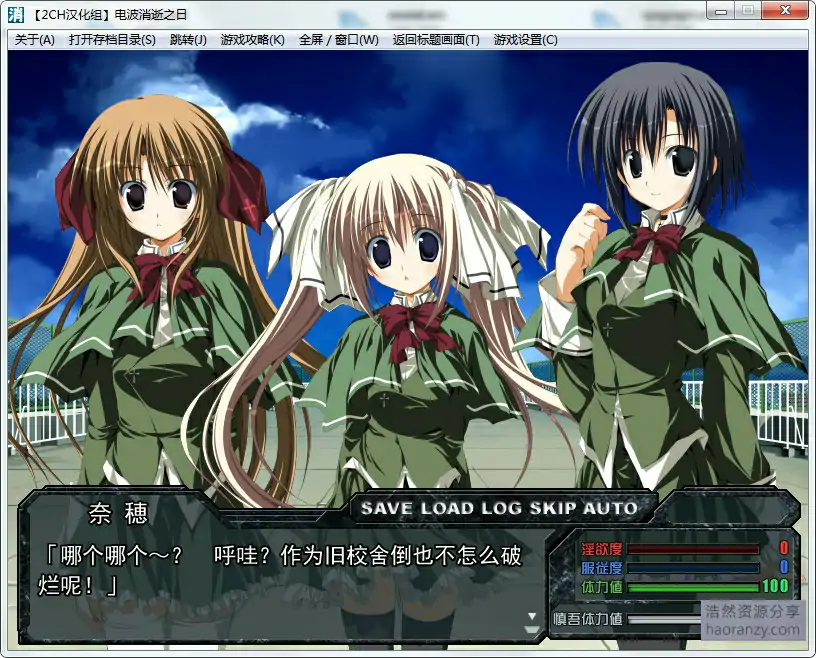 消 【2CH汉化组】电波消逝之日
关于(A) 打开存档目录(S) 跳转(J) 游戏攻略(K) 全屏 / 窗口(W) 返回标题画面(T) 游戏设置(C)
奈 穗
SAVE LOAD LOG SKIP AUTO
「哪个哪个～? 呼哇? 作为旧校舍倒也不怎么破
烂呢! 」
淫欲度 0
服従度 0
体力值 100
慎吾体力值
浩然资源分享
haoranzy.com